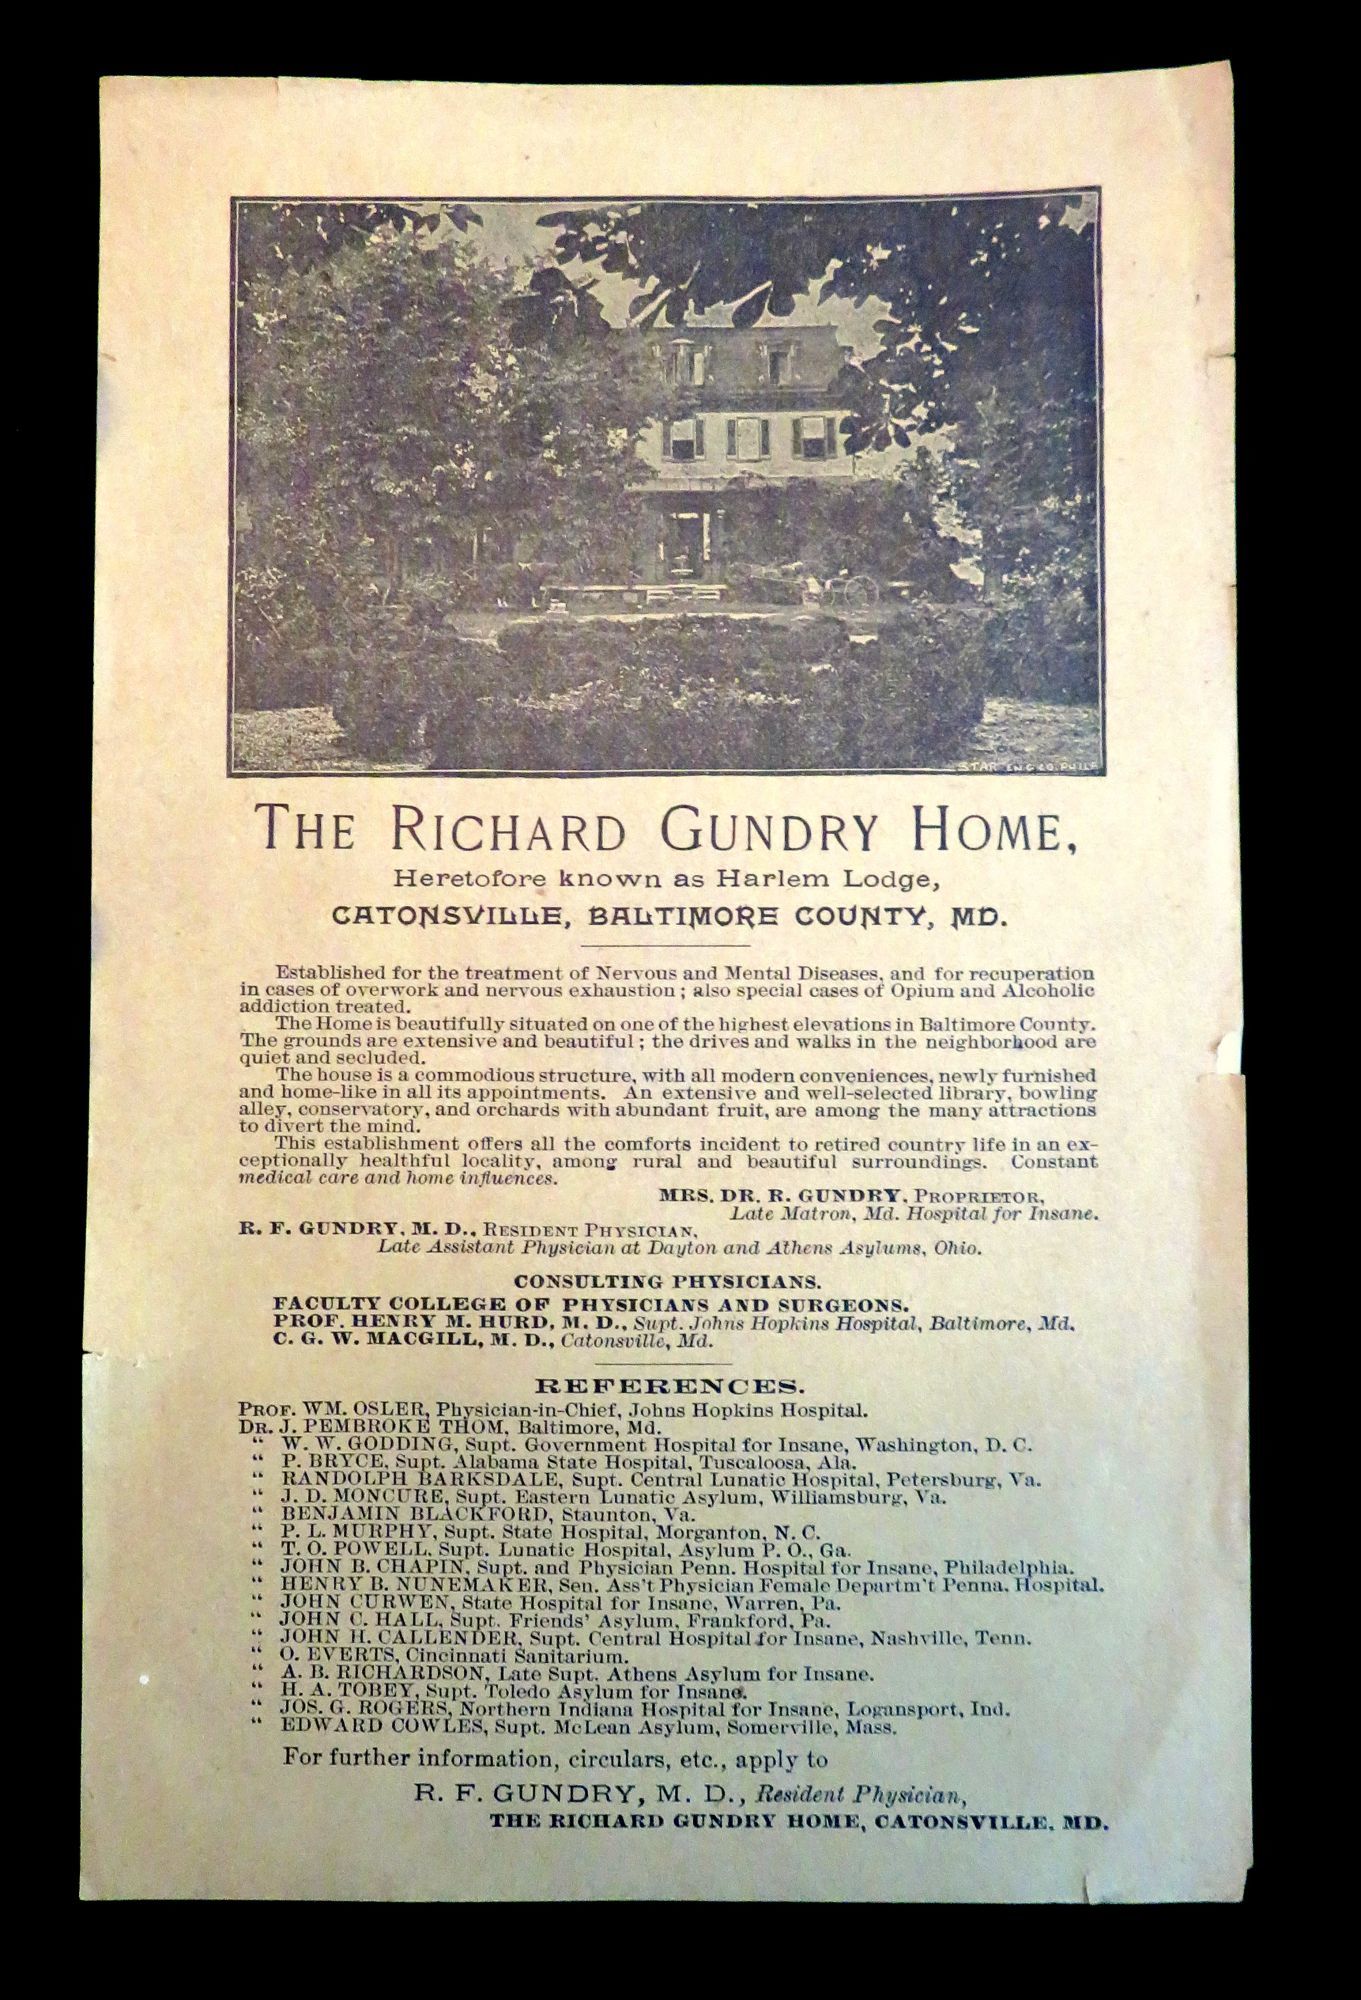 STAR ENG CO. PHILA
THE RICHARD GUNDRY HOME,
Heretofore known as Harlem Lodge,
CATONSVILLE, BALTIMORE COUNTY, MD.
Established for the treatment of Nervous and Mental Diseases, and for recuperation
in cases of overwork and nervous exhaustion; also special cases of Opium and Alcoholic
addiction treated.
The Home is beautifully situated on one of the highest elevations in Baltimore County.
The grounds are extensive and beautiful; the drives and walks in the neighborhood are
quiet and secluded.
The house is a commodious structure, with all modern conveniences, newly furnished
and home-like in all its appointments. An extensive and well-selected library, bowling
alley, conservatory, and orchards with abundant fruit, are among the many attractions
to divert the mind.
This establishment offers all the comforts incident to retired country life in an ex-
ceptionally healthful locality, among rural and beautiful surroundings. Constant
medical care and home influences.
MRS. DR. R. GUNDRY, PROPRIETOR,
Late Matron, Md. Hospital for Insane.
R. F. GUNDRY, M. D., RESIDENT PHYSICIAN,
Late Assistant Physician at Dayton and Athens Asylums, Ohio.
CONSULTING PHYSICIANS.
FACULTY COLLEGE OF PHYSICIANS AND SURGEONS.
PROF. HENRY M. HURD, M. D., Supt. Johns Hopkins Hospital, Baltimore, Md.
C. G. W. MACGILL, M. D., Catonsville, Md.
REFERENCES.
PROF. WM. OSLER, Physician-in-Chief, Johns Hopkins Hospital.
DR. J. PEMBROKE THOM, Baltimore, Md.
“ W. W. GODDING, Supt. Government Hospital for Insane, Washington, D. C.
“ P. BRYCE, Supt. Alabama State Hospital, Tuscaloosa, Ala.
“ RANDOLPH BARKSDALE, Supt. Central Lunatic Hospital, Petersburg, Va.
“ J. D. MONCURE, Supt. Eastern Lunatic Asylum, Williamsburg, Va.
“ BENJAMIN BLACKFORD, Staunton, Va.
“ P. L. MURPHY, Supt. State Hospital, Morganton, N. C.
“ T. O. POWELL, Supt. Lunatic Hospital, Asylum P. O., Ga.
“ JOHN B. CHAPIN, Supt. and Physician Penn. Hospital for Insane, Philadelphia.
“ HENRY B. NUNEMAKER, Sen. Ass't Physician Female Departm't Penna. Hospital.
“ JOHN CURWEN, State Hospital for Insane, Warren, Pa.
“ JOHN C. HALL, Supt. Friends' Asylum, Frankford, Pa.
“ JOHN H. CALLENDER, Supt. Central Hospital for Insane, Nashville, Tenn.
“ O. EVERTS, Cincinnati Sanitarium.
“ A. B. RICHARDSON, Late Supt. Athens Asylum for Insane.
“ H. A. TOBEY, Supt. Toledo Asylum for Insane.
“ JOS. G. ROGERS, Northern Indiana Hospital for Insane, Logansport, Ind.
“ EDWARD COWLES, Supt. McLean Asylum, Somerville, Mass.
For further information, circulars, etc., apply to
R. F. GUNDRY, M. D., Resident Physician,
THE RICHARD GUNDRY HOME, CATONSVILLE, MD.